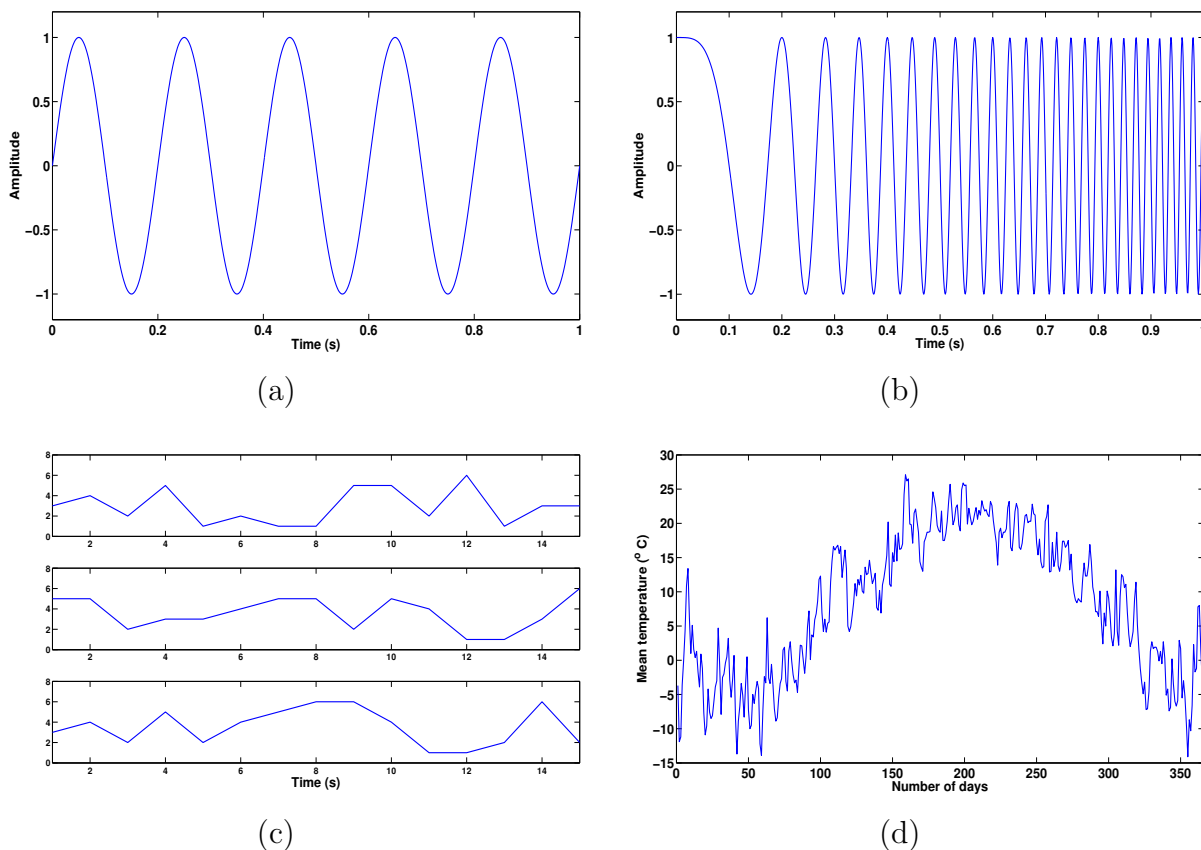 1
0.5
0
−0.5
−1
Amplitude
0 0.2 0.4 0.6 0.8 1
Time (s)
(a)
1
0.5
0
−0.5
−1
Amplitude
0 0.1 0.2 0.3 0.4 0.5 0.6 0.7 0.8 0.9
Time (s)
(b)
8
6
4
2
0
2 4 6 8 10 12 14
8
6
4
2
0
2 4 6 8 10 12 14
8
6
4
2
0
2 4 6 8 10 12 14
Time (s)
(c)
30
25
20
15
10
5
0
−5
−10
−15
Mean temperature (° C)
0 50 100 150 200 250 300 350
Number of days
(d)